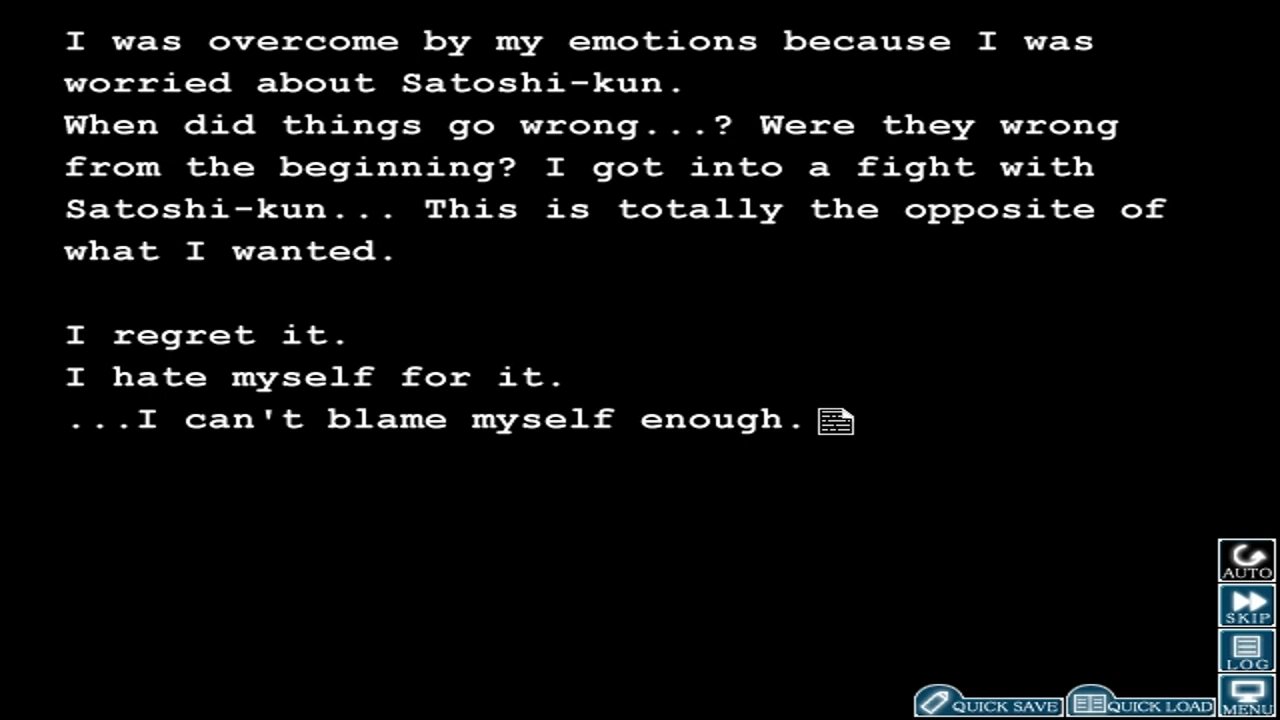 I was overcome by my emotions because I was
worried about Satoshi-kun.
When did things go wrong...? Were they wrong
from the beginning? I got into a fight with
Satoshi-kun... This is totally the opposite of
what I wanted.
I regret it.
I hate myself for it.
...I can't blame myself enough.
AUTO
SKIP
LOG
QUICK SAVE
QUICK LOAD
MENU